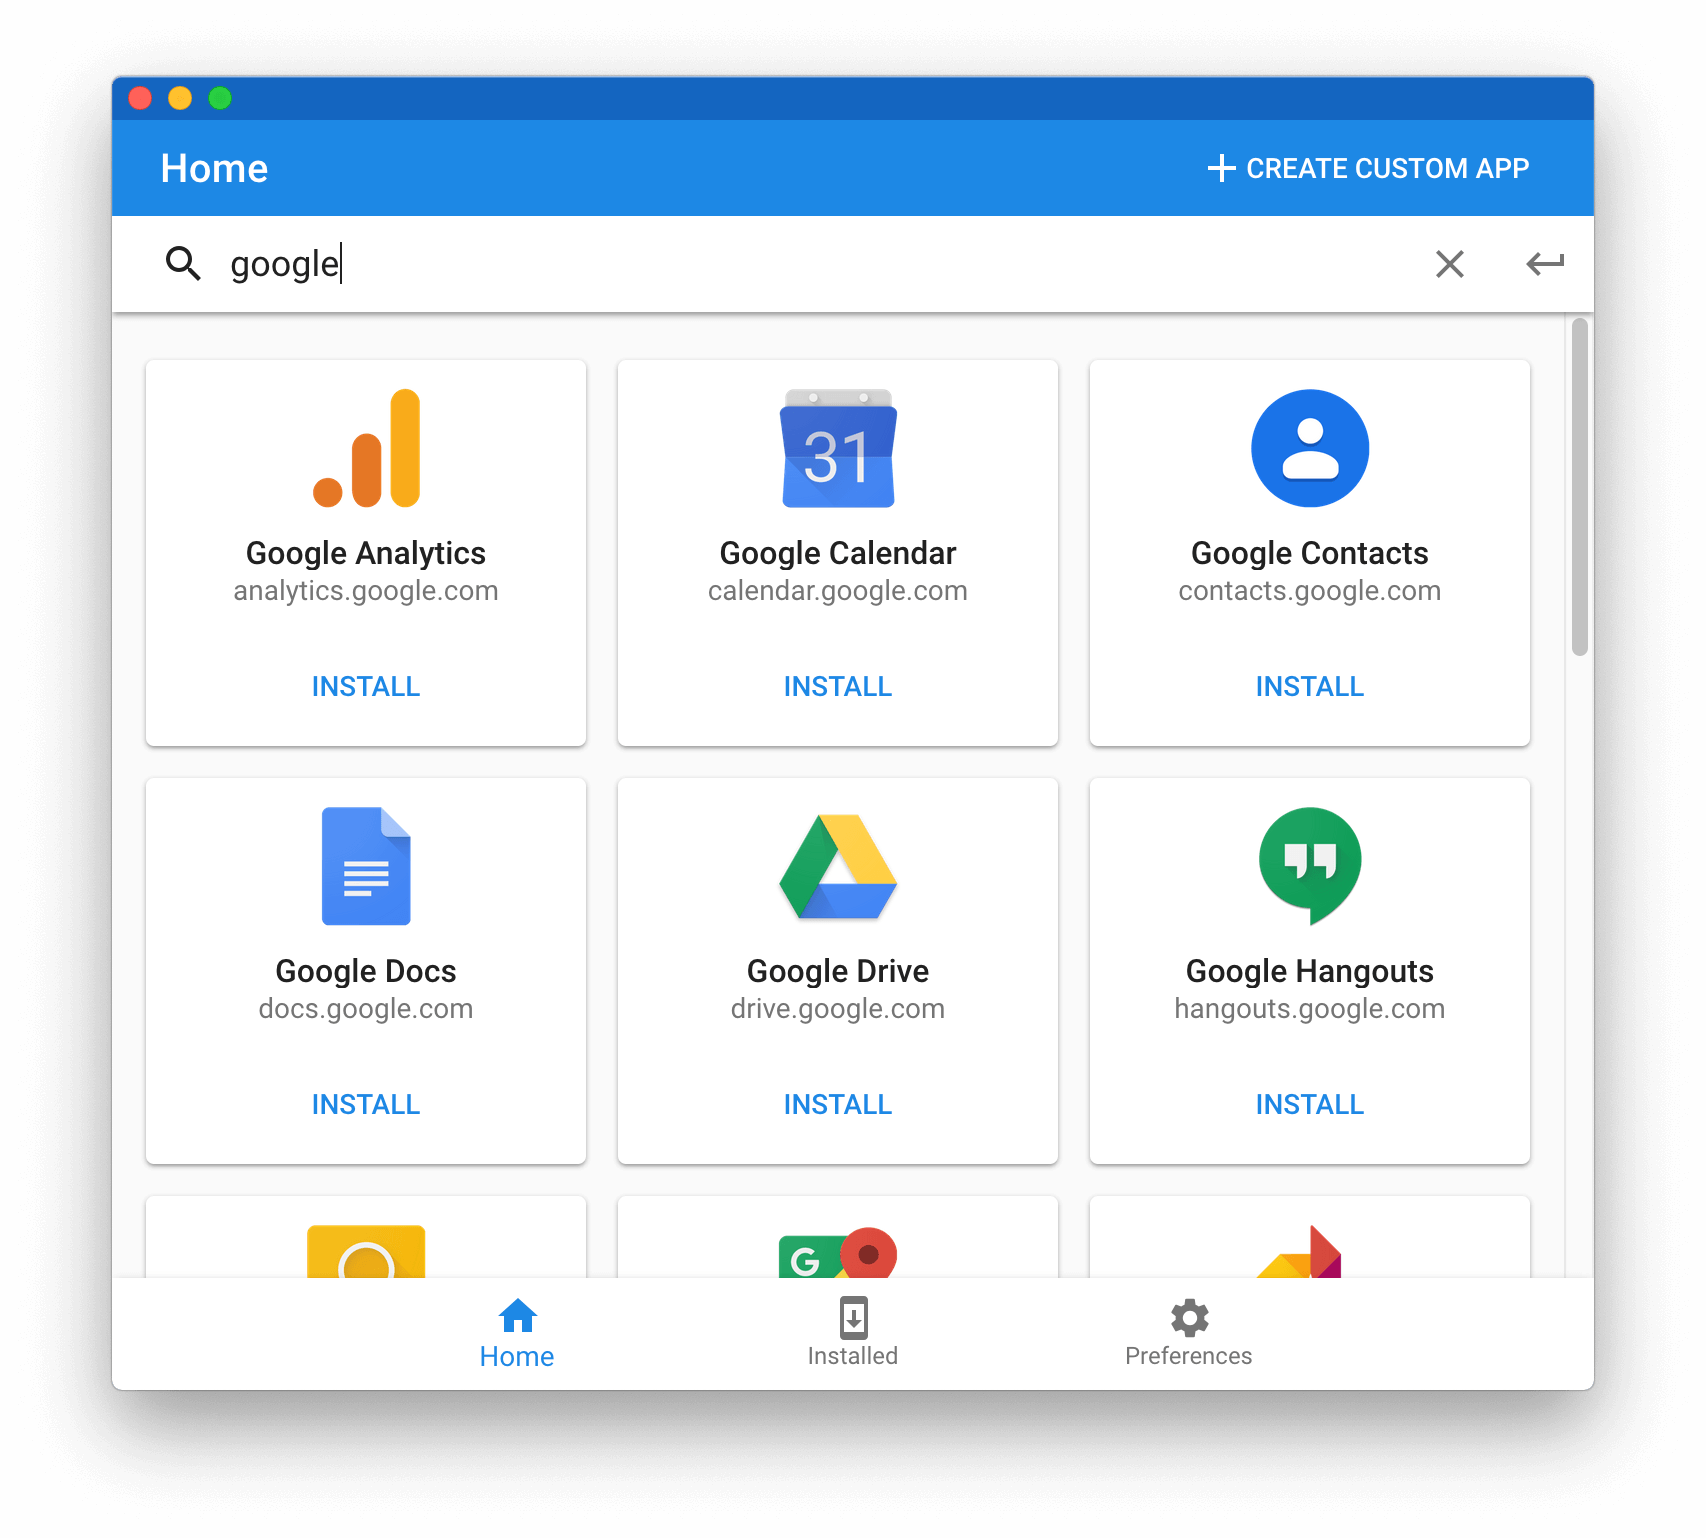 Home
CREATE CUSTOM APP
google
31
Google Analytics
analytics.google.com
INSTALL
Google Calendar
calendar.google.com
INSTALL
Google Contacts
contacts.google.com
INSTALL
Google Docs
docs.google.com
INSTALL
Google Drive
drive.google.com
INSTALL
Google Hangouts
hangouts.google.com
INSTALL
G
Home
Installed
Preferences